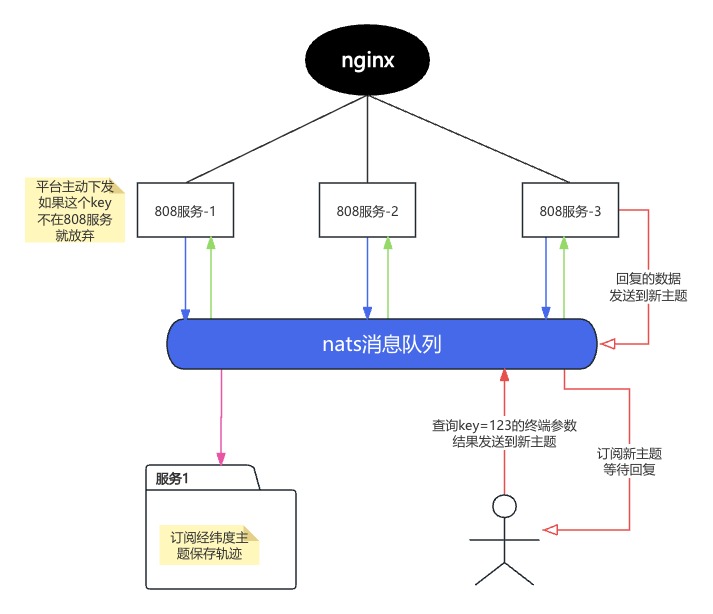 nginx
平台主动下发
如果这个key
不在808服务
就放弃
808服务-1
808服务-2
808服务-3
回复的数据
发送到新主题
nats消息队列
查询key=123的终端参数
结果发送到新主题
订阅新主题
等待回复
服务1
订阅经纬度主
题保存轨迹